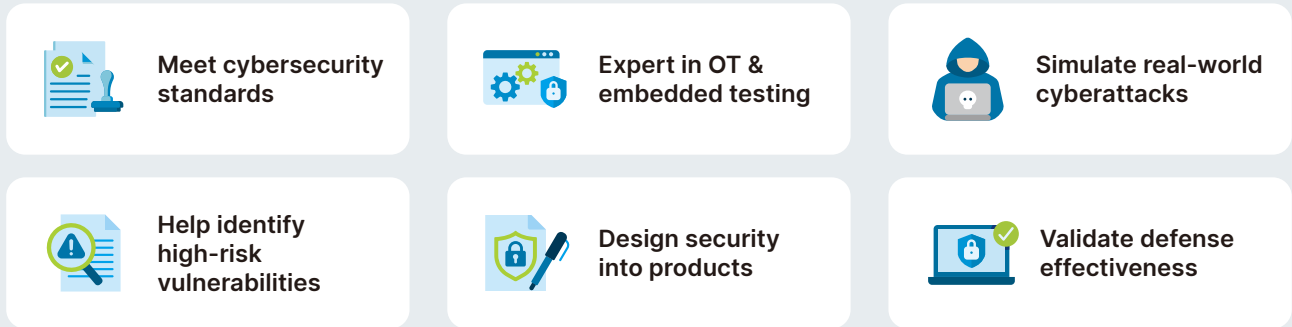 Meet cybersecurity
standards
Expert in OT &
embedded testing
Simulate real-world
cyberattacks
Help identify
high-risk
vulnerabilities
Design security
into products
Validate defense
effectiveness